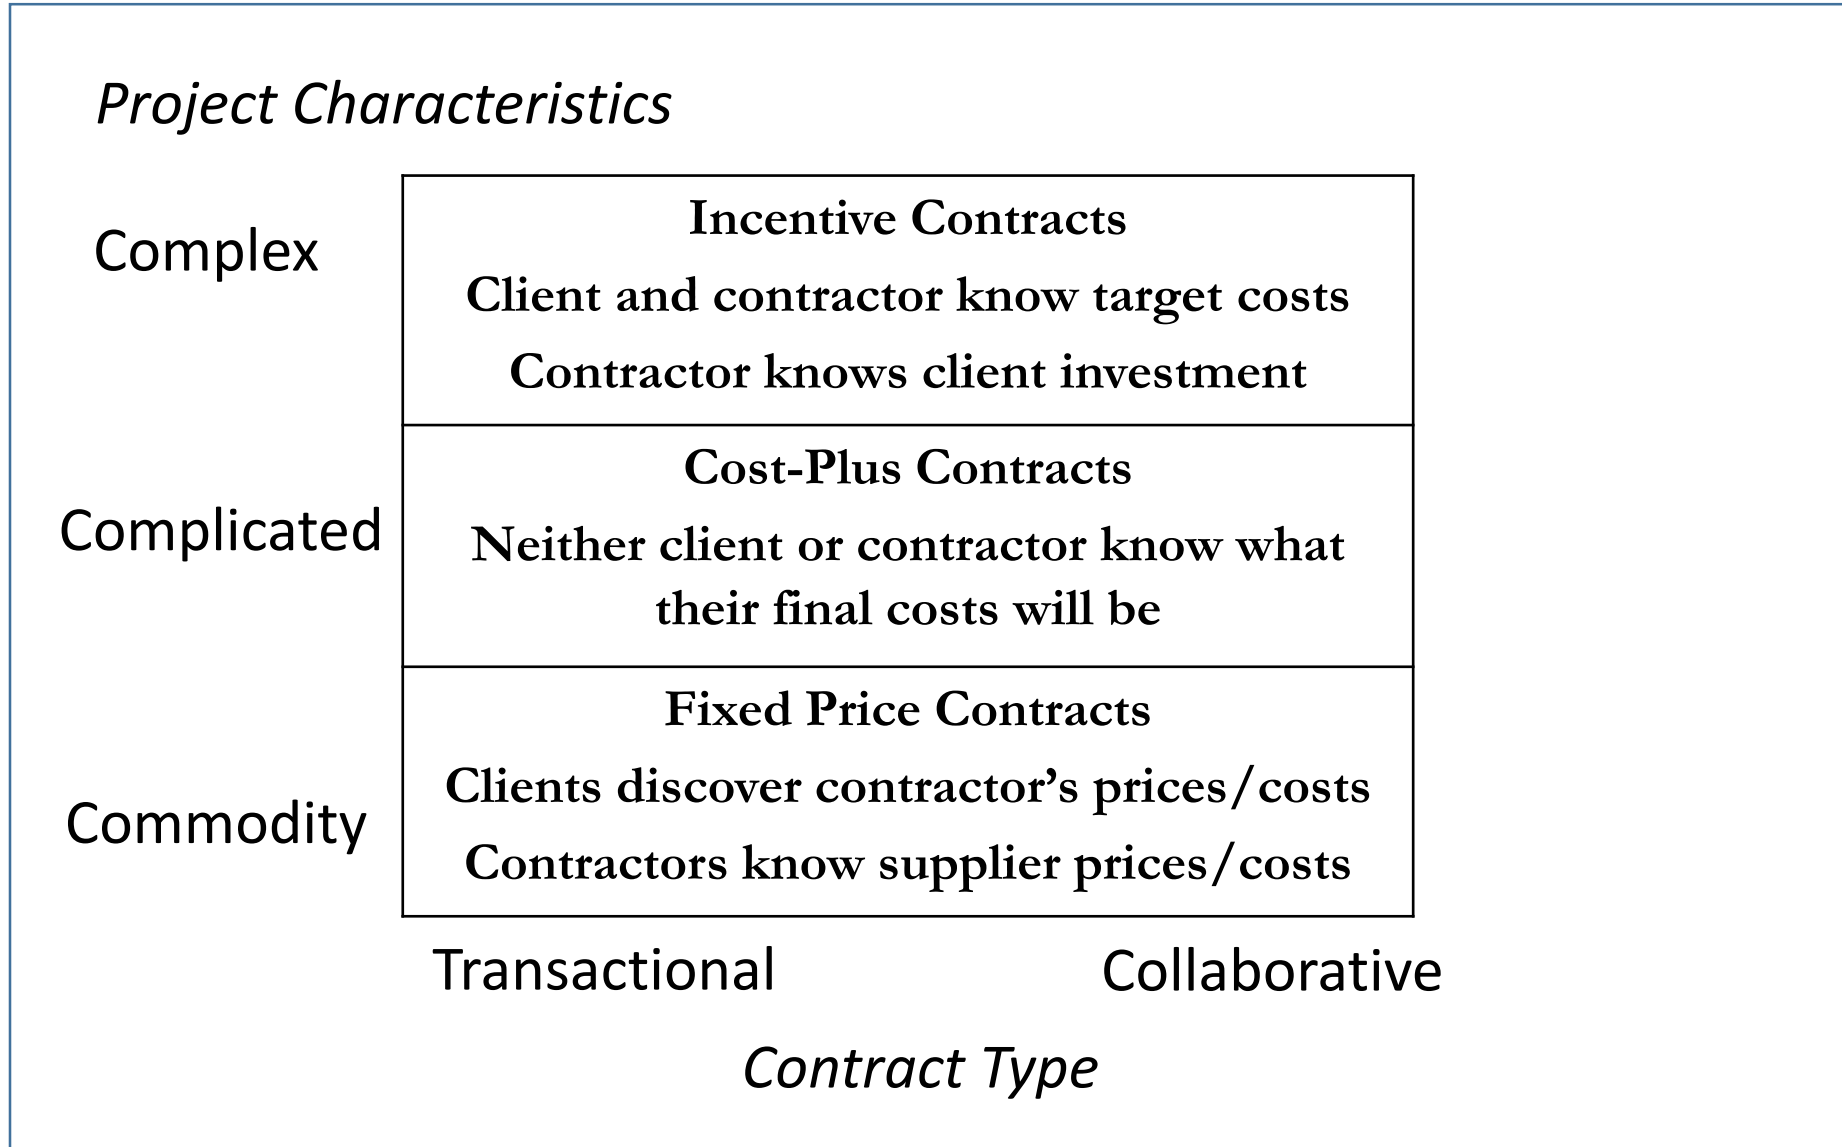 Project Characteristics
Complex
Incentive Contracts
Client and contractor know target costs
Contractor knows client investment
Complicated
Cost-Plus Contracts
Neither client or contractor know what
their final costs will be
Commodity
Fixed Price Contracts
Clients discover contractor’s prices/costs
Contractors know supplier prices/costs
Transactional
Collaborative
Contract Type